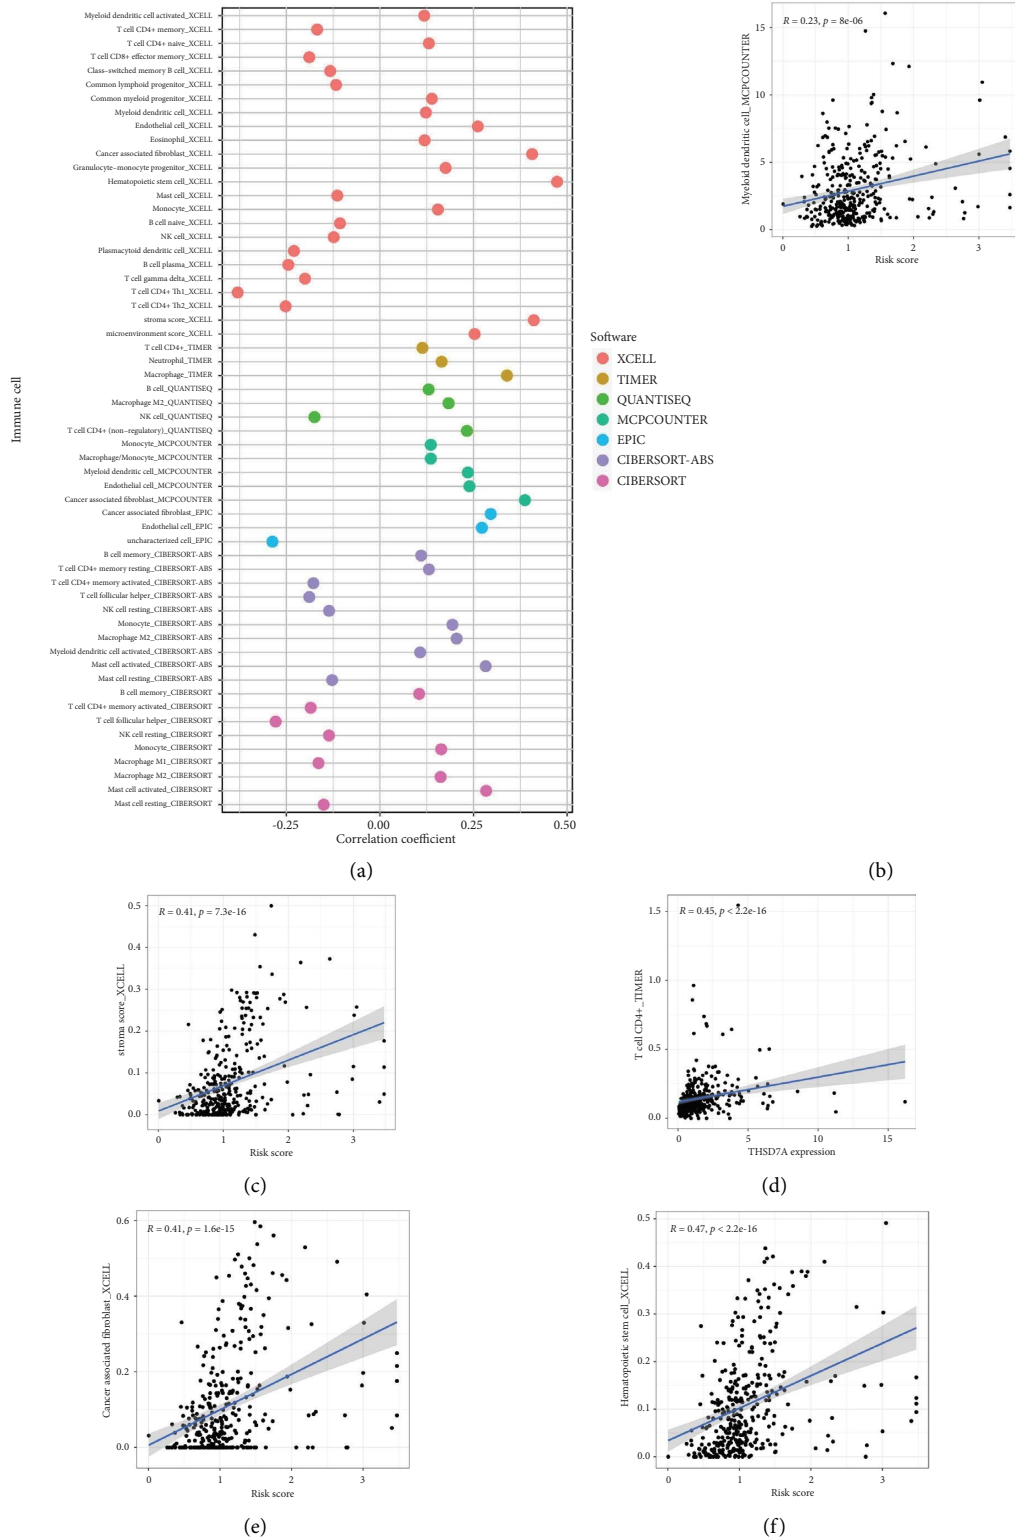 Immune cell
Myeloid dendritic cell activated_XCELL
T cell CD4+ memory_XCELL
T cell CD4+ naive_XCELL
T cell CD8+ effector memory_XCELL
Class–switched memory B cell_XCELL
Common lymphoid progenitor_XCELL
Common myeloid progenitor_XCELL
Myeloid dendritic cell_XCELL
Endothelial cell_XCELL
Eosinophil_XCELL
Cancer associated fibroblast_XCELL
Granulocyte–monocyte progenitor_XCELL
Hematopoietic stem cell_XCELL
Mast cell_XCELL
Monocyte_XCELL
B cell naive_XCELL
NK cell_XCELL
Plasmacytoid dendritic cell_XCELL
B cell plasma_XCELL
T cell gamma delta_XCELL
T cell CD4+ Th1_XCELL
T cell CD4+ Th2_XCELL
stroma score_XCELL
microenvironment score_XCELL
T cell CD4+_TIMER
Neutrophil_TIMER
Macrophage_TIMER
B cell_QUANTISEQ
Macrophage M2_QUANTISEQ
NK cell_QUANTISEQ
T cell CD4+ (non–regulatory)_QUANTISEQ
Monocyte_MCPCOUNTER
Macrophage/Monocyte_MCPCOUNTER
Myeloid dendritic cell_MCPCOUNTER
Endothelial cell_MCPCOUNTER
Cancer associated fibroblast_MCPCOUNTER
Cancer associated fibroblast_EPIC
Endothelial cell_EPIC
uncharacterized cell_EPIC
B cell memory_CIBERSORT-ABS
T cell CD4+ memory resting_CIBERSORT-ABS
T cell CD4+ memory activated_CIBERSORT-ABS
T cell follicular helper_CIBERSORT-ABS
NK cell resting_CIBERSORT-ABS
Monocyte_CIBERSORT-ABS
Macrophage M2_CIBERSORT-ABS
Myeloid dendritic cell activated_CIBERSORT-ABS
Mast cell activated_CIBERSORT-ABS
Mast cell resting_CIBERSORT-ABS
B cell memory_CIBERSORT
T cell CD4+ memory activated_CIBERSORT
T cell follicular helper_CIBERSORT
NK cell resting_CIBERSORT
Monocyte_CIBERSORT
Macrophage M1_CIBERSORT
Macrophage M2_CIBERSORT
Mast cell activated_CIBERSORT
Mast cell resting_CIBERSORT
-0.25 0.00 0.25 0.50
Correlation coefficient
Software
XCELL
TIMER
QUANTISEQ
MCPCOUNTER
EPIC
CIBERSORT-ABS
CIBERSORT
(a)
R = 0.23, p = 8e-06
Myeloid dendritic cell_MCPCOUNTER
15
10
5
0
0 1 2 3
Risk score
(b)
R = 0.41, p = 7.3e-16
stroma score_XCELL
0.5
0.4
0.3
0.2
0.1
0.0
0 1 2 3
Risk score
(c)
R = 0.45, p < 2.2e-16
T cell CD4+_TIMER
1.5
1.0
0.5
0.0
0 5 10 15
THSD7A expression
(d)
R = 0.41, p = 1.6e-15
Cancer associated fibroblast_XCELL
0.6
0.4
0.2
0.0
0 1 2 3
Risk score
(e)
R = 0.47, p < 2.2e-16
Hematopoietic stem cell_XCELL
0.5
0.4
0.3
0.2
0.1
0.0
0 1 2 3
Risk score
(f)